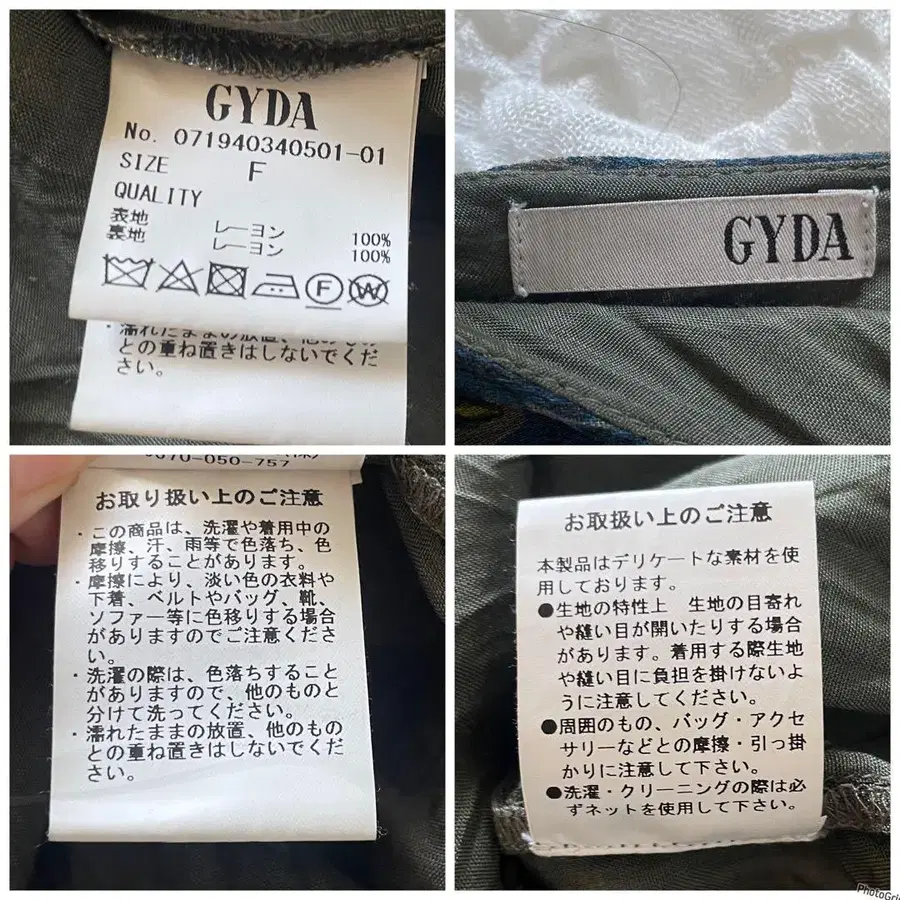 GYDA
No. 071940340501-01
SIZE F
QUALITY
表地 レーヨン 100%
裏地 レーヨン 100%
F
W
との重ね置きはしないでくだ
さい。
GYDA
0070-050-757
お取り扱い上のご注意
・この商品は、洗濯や着用中の
摩擦、汗、雨等で色落ち、色
移りすることがあります。
・摩擦により、淡い色の衣料や
下着、ベルトやバッグ、靴、
ソファー等に色移りする場合
がありますのでご注意くださ
い。
・洗濯の際は、色落ちすること
がありますので、他のものと
分けて洗ってください。
・濡れたままの放置、他のもの
との重ね置きはしないでくだ
さい。
お取扱い上のご注意
本製品はデリケートな素材を使
用しております。
●生地の特性上 生地の目寄れ
や縫い目が開いたりする場合
があります。着用する際生地
や縫い目に負担を掛けないよ
うに注意してください。
●周囲のもの、バッグ・アクセ
サリーなどとの摩擦・引っ掛
かりに注意して下さい。
●洗濯・クリーニングの際は必
ずネットを使用して下さい。